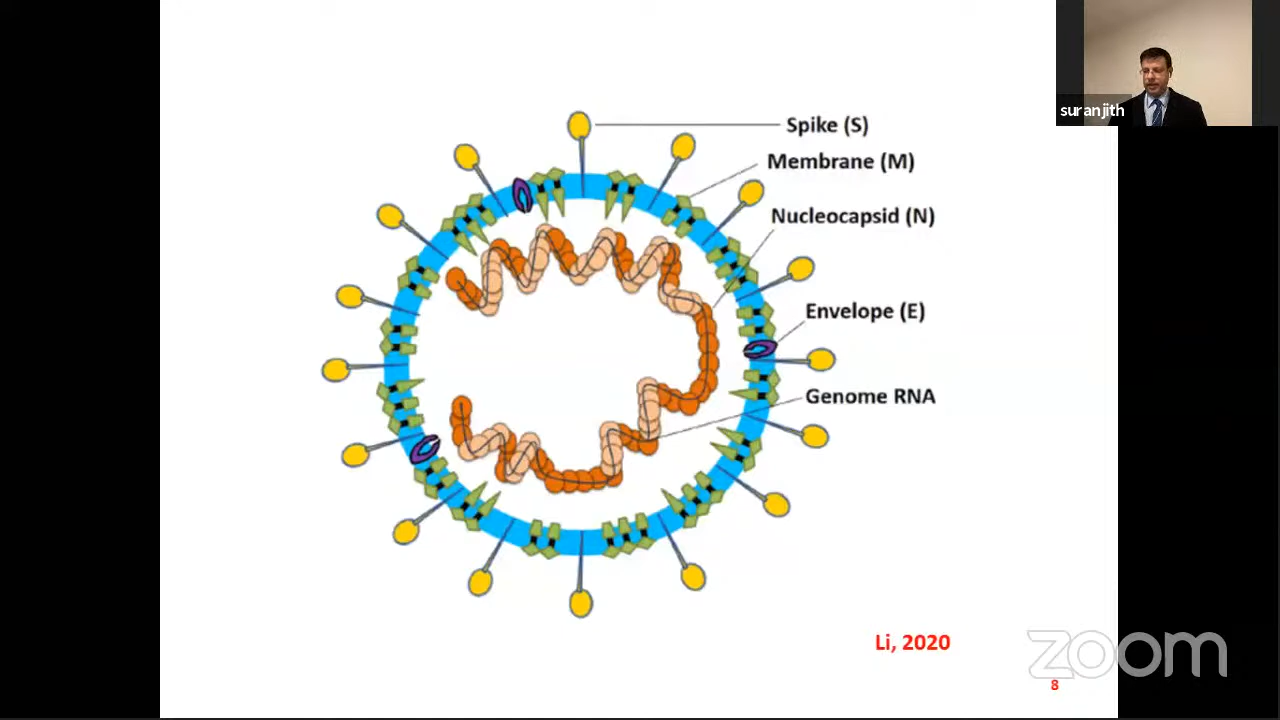 suranjith
Spike (S)
Membrane (M)
Nucleocapsid (N)
Envelope (E)
Genome RNA
Li, 2020
zoom
8